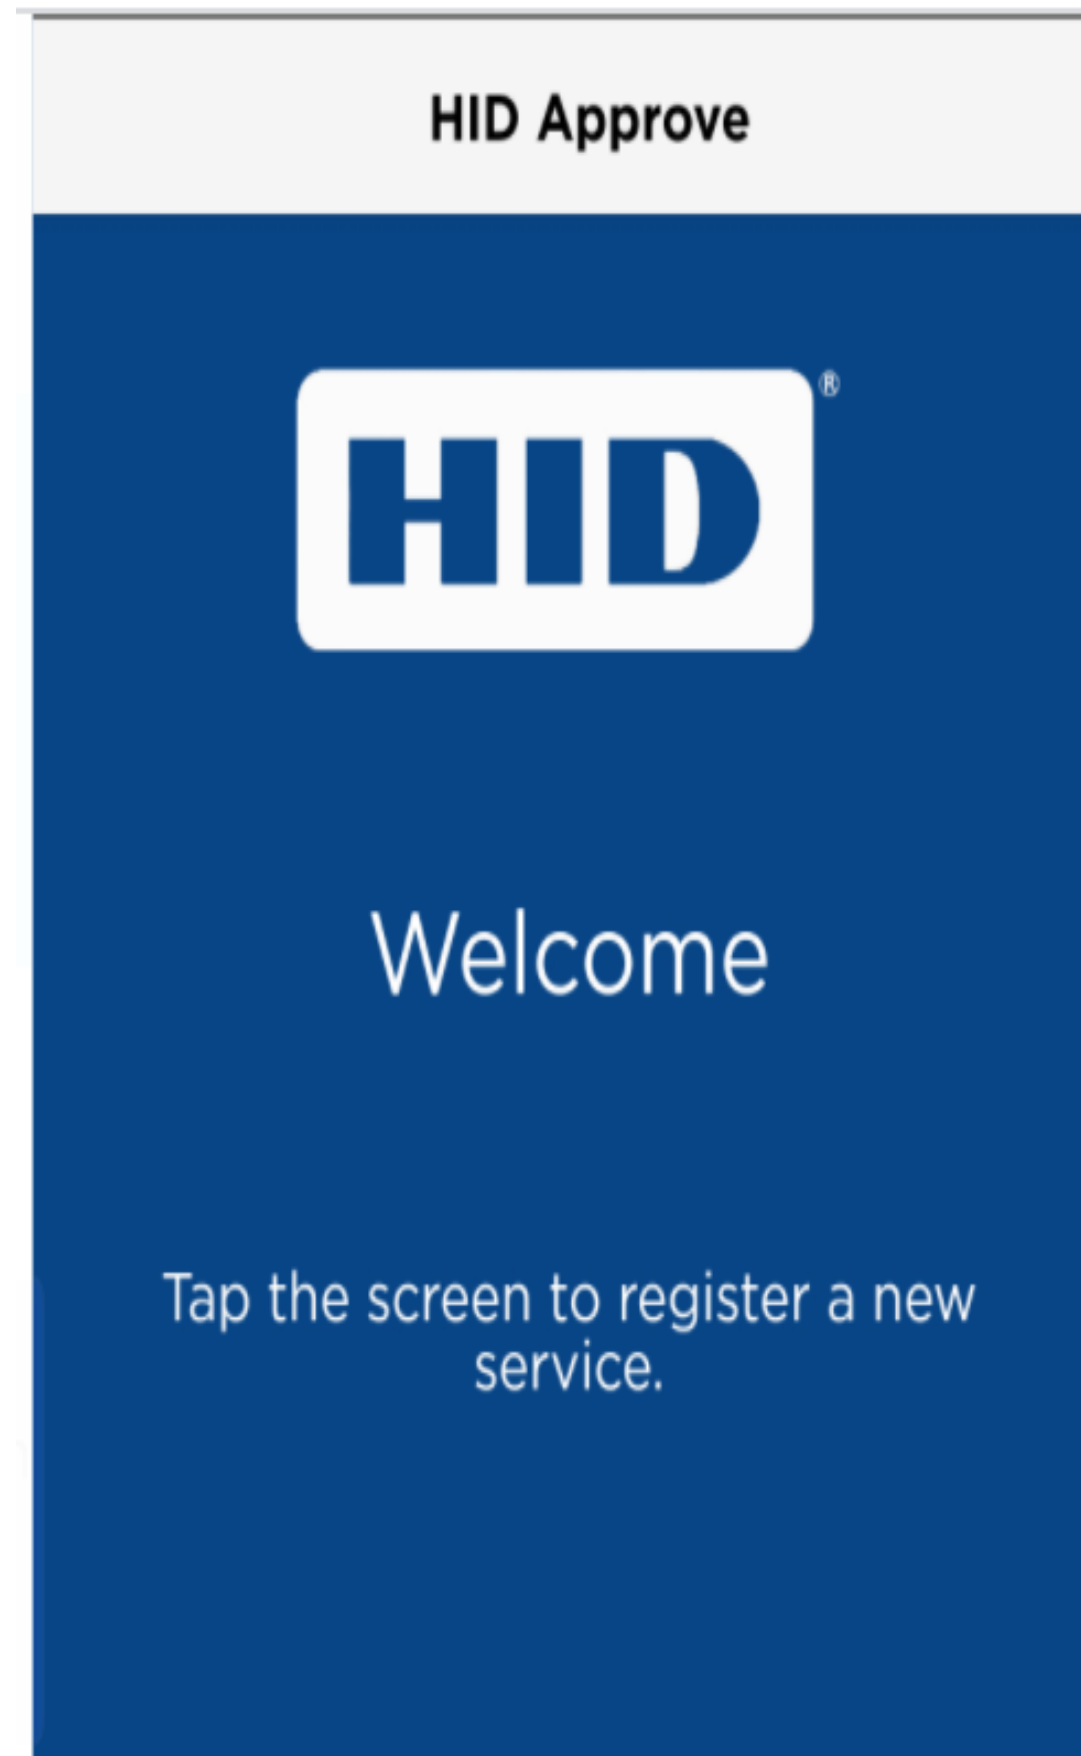 HID Approve
HID®
Welcome
Tap the screen to register a new
service.